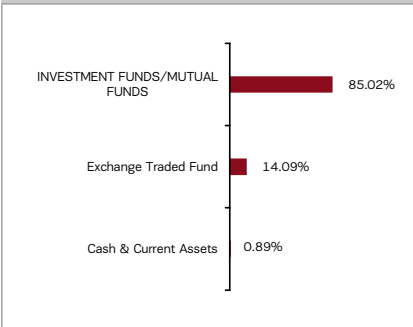 INVESTMENT FUNDS/MUTUAL
FUNDS
85.02%
Exchange Traded Fund
14.09%
Cash & Current Assets
0.89%